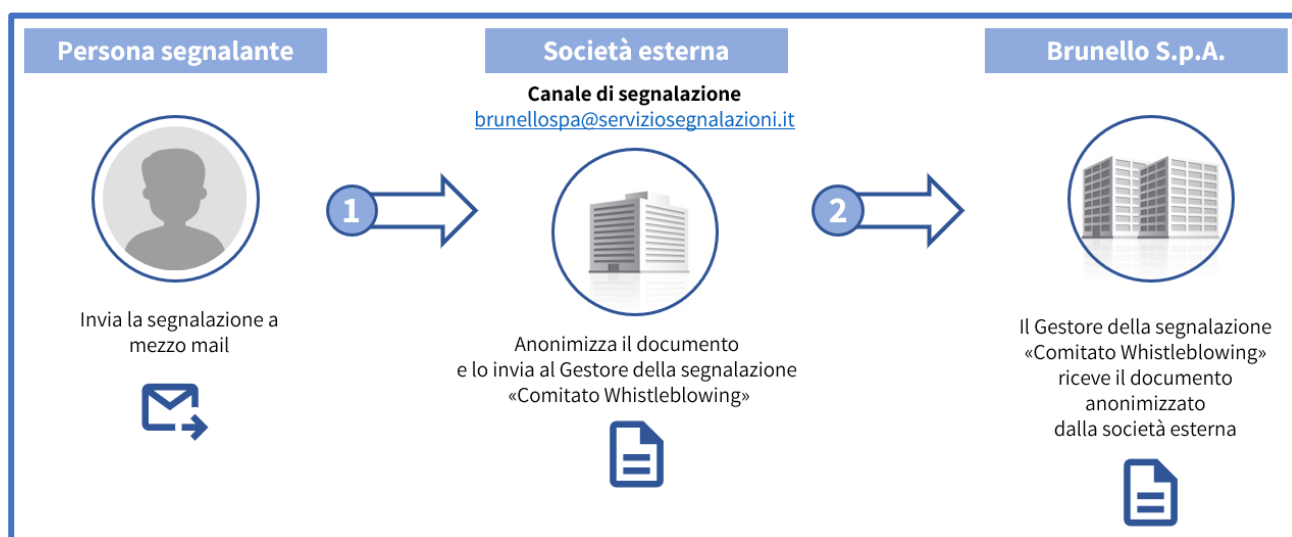 Persona segnalante
Società esterna
Brunello S.p.A.
Canale di segnalazione
brunellospa@serviziosegnalazioni.it
1
2
Invia la segnalazione a
mezzo mail
Anonimizza il documento
e lo invia al Gestore della segnalazione
«Comitato Whistleblowing»
Il Gestore della segnalazione
«Comitato Whistleblowing»
riceve il documento
anonimizzato
dalla società esterna